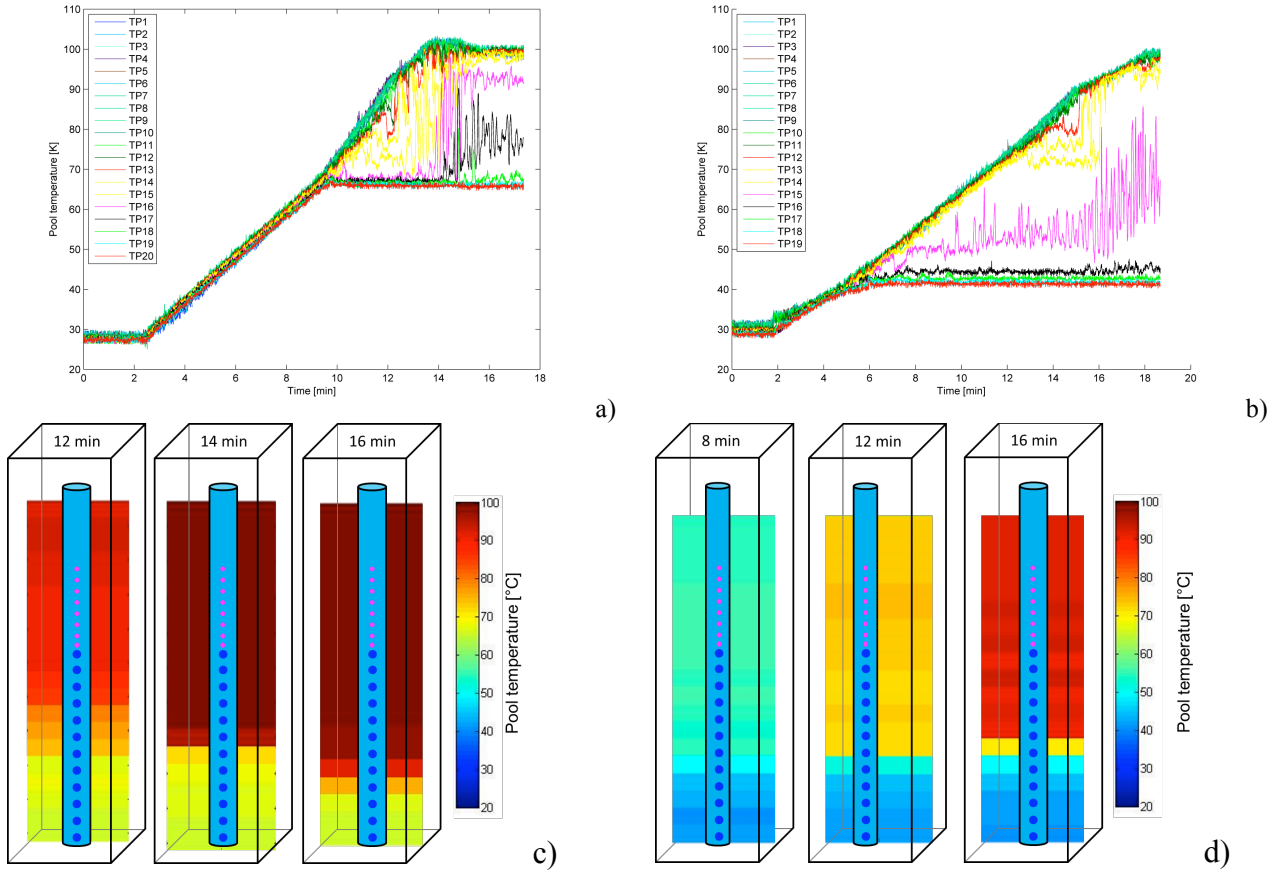 110
100
90
80
70
60
50
40
30
20
0
2
4
6
8
10
12
14
16
18
Pool temperature [K]
Time [min]
TP1
TP2
TP3
TP4
TP5
TP6
TP7
TP8
TP9
TP10
TP11
TP12
TP13
TP14
TP15
TP16
TP17
TP18
TP19
TP20
a)
110
100
90
80
70
60
50
40
30
20
0
2
4
6
8
10
12
14
16
18
20
Pool temperature [K]
Time [min]
TP1
TP2
TP3
TP4
TP5
TP6
TP7
TP8
TP9
TP10
TP11
TP12
TP13
TP14
TP15
TP16
TP17
TP18
TP19
b)
12 min
14 min
16 min
100
90
80
70
60
50
40
30
20
Pool temperature [°C]
c)
8 min
12 min
16 min
100
90
80
70
60
50
40
30
20
Pool temperature [°C]
d)